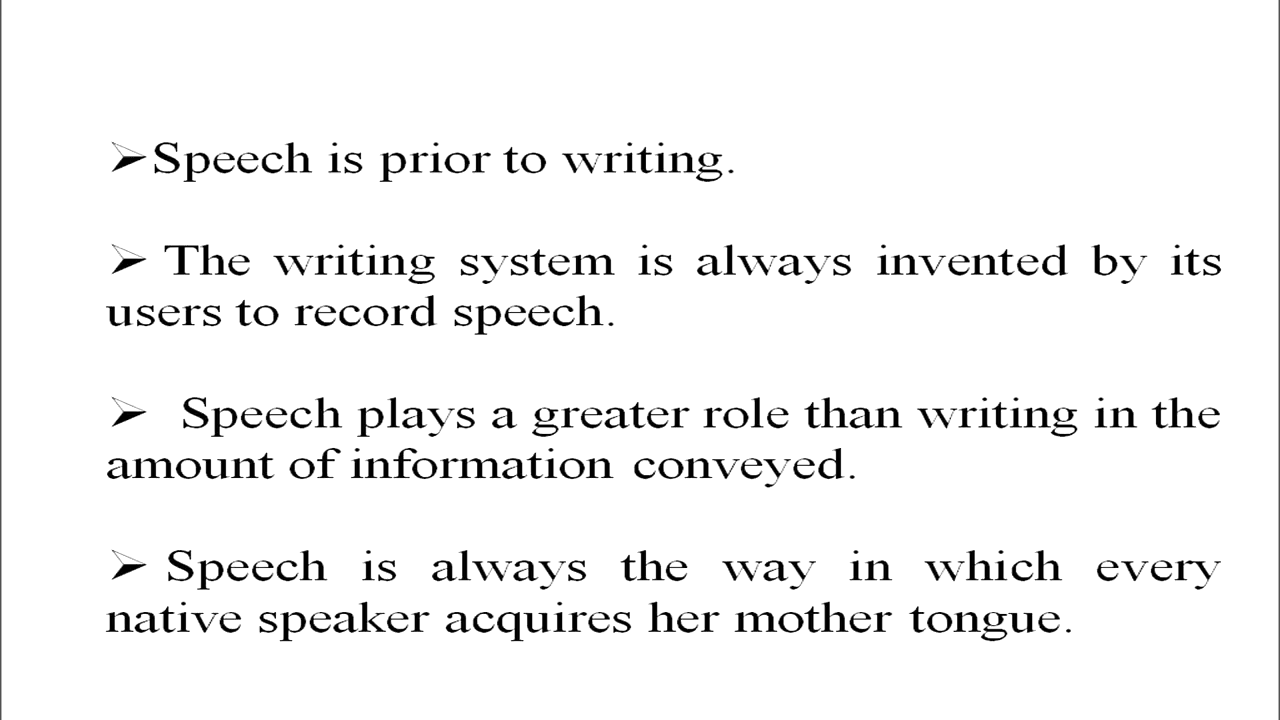 ➢Speech is prior to writing.
➢ The writing system is always invented by its
users to record speech.
➢ Speech plays a greater role than writing in the
amount of information conveyed.
➢ Speech is always the way in which every
native speaker acquires her mother tongue.